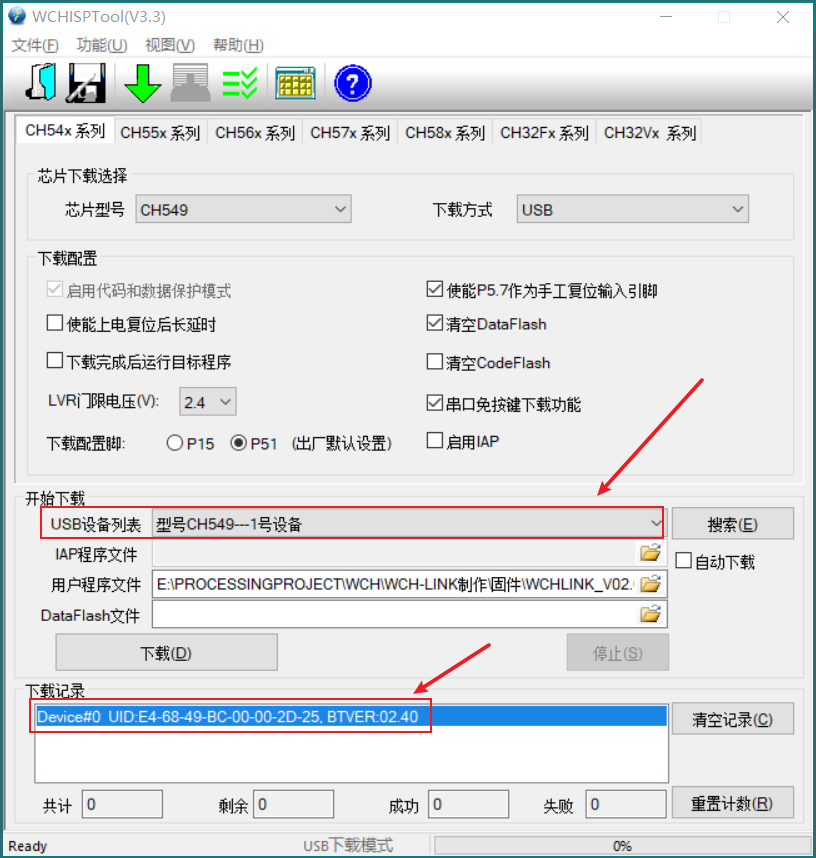 WCHISPTool(V3.3)
文件(F) 功能(U) 视图(V) 帮助(H)
CH54x 系列 CH55x 系列 CH56x 系列 CH57x 系列 CH58x 系列 CH32Fx 系列 CH32Vx 系列
芯片下载选择
芯片型号 CH549 下载方式 USB
下载配置
启用代码和数据保护模式 使能P5.7作为手工复位输入引脚
使能上电复位后长延时 清空DataFlash
下载完成后运行目标程序 清空CodeFlash
LVR门限电压(V): 2.4 串口免按键下载功能
下载配置脚: P15 P51 (出厂默认设置) 启用IAP
开始下载
USB设备列表 型号CH549---1号设备 搜索(E)
IAP程序文件 自动下载
用户程序文件 E:\PROCESSINGPROJECT\WCH\WCH-LINK制作\固件\WCHLINK_V02.
DataFlash文件
下载(D) 停止(S)
下载记录
Device#0 UID:E4-68-49-BC-00-00-2D-25, BTVER:02.40
清空记录(C)
共计 0 剩余 0 成功 0 失败 0 重置计数(R)
Ready USB下载模式 0%